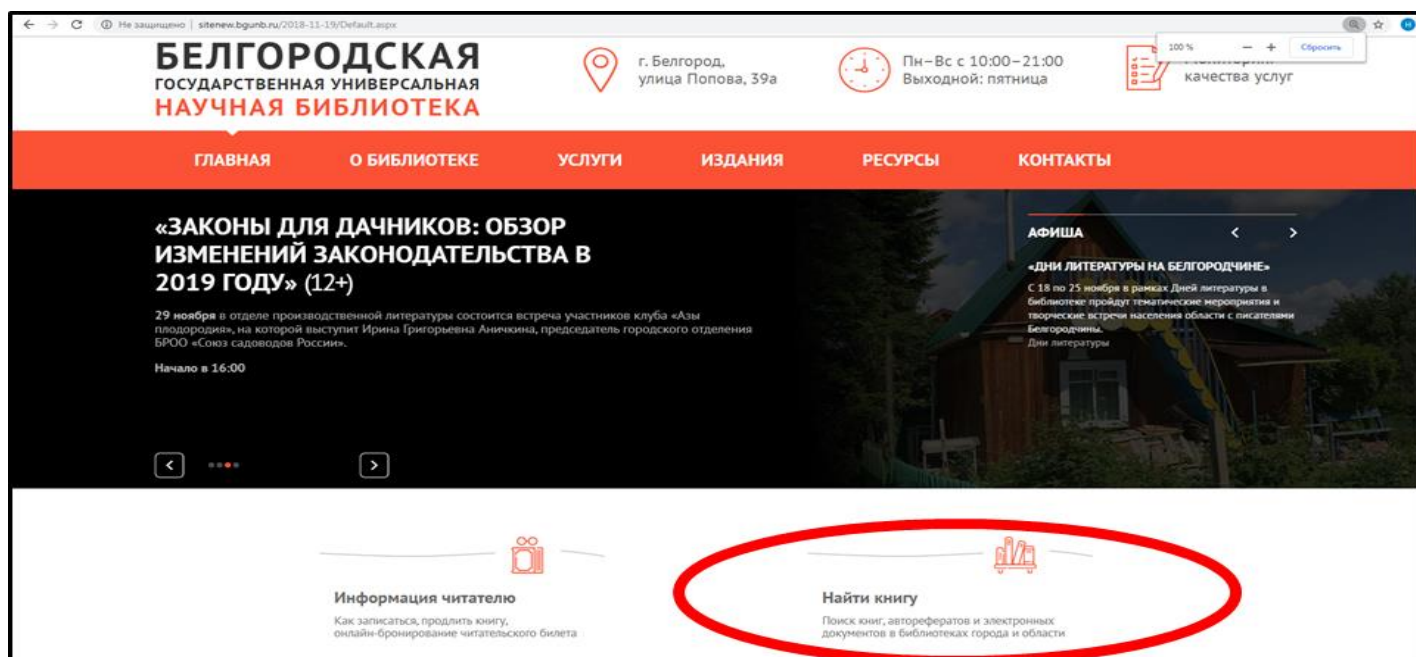 Не защищено | sitenew.bgunb.ru/2018-11-19/Default.aspx
100 % − + Сбросить
БЕЛГОРОДСКАЯ
ГОСУДАРСТВЕННАЯ УНИВЕРСАЛЬНАЯ
НАУЧНАЯ БИБЛИОТЕКА
г. Белгород,
улица Попова, 39а
Пн–Вс с 10:00–21:00
Выходной: пятница
качества услуг
ГЛАВНАЯ О БИБЛИОТЕКЕ УСЛУГИ ИЗДАНИЯ РЕСУРСЫ КОНТАКТЫ
«ЗАКОНЫ ДЛЯ ДАЧНИКОВ: ОБЗОР
ИЗМЕНЕНИЙ ЗАКОНОДАТЕЛЬСТВА В
2019 ГОДУ» (12+)
29 ноября в отделе производственной литературы состоится встреча участников клуба «Азы
плодородия», на которой выступит Ирина Григорьевна Аничкина, председатель городского отделения
БРОО «Союз садоводов России».
Начало в 16:00
АФИША
«ДНИ ЛИТЕРАТУРЫ НА БЕЛГОРОДЧИНЕ»
С 18 по 25 ноября в рамках Дней литературы в
библиотеке пройдут тематические мероприятия и
творческие встречи населения области с писателями
Белгородчины.
Дни литературы
Информация читателю
Как записаться, продлить книгу,
онлайн-бронирование читательского билета
Найти книгу
Поиск книг, авторефератов и электронных
документов в библиотеках города и области